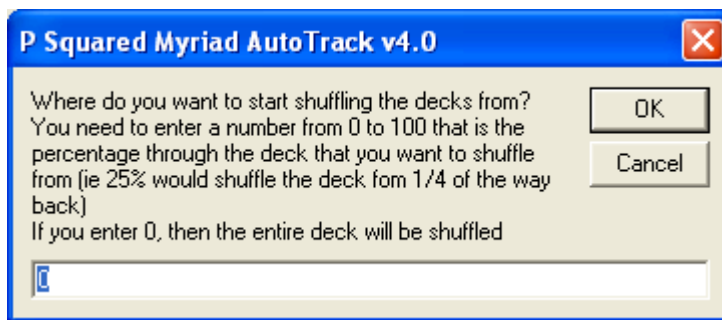 P Squared Myriad AutoTrack v4.0
Where do you want to start shuffling the decks from?
OK
You need to enter a number from 0 to 100 that is the
percentage through the deck that you want to shuffle
Cancel
from (ie 25% would shuffle the deck fom 1/4 of the way
back)
If you enter 0, then the entire deck will be shuffled
0